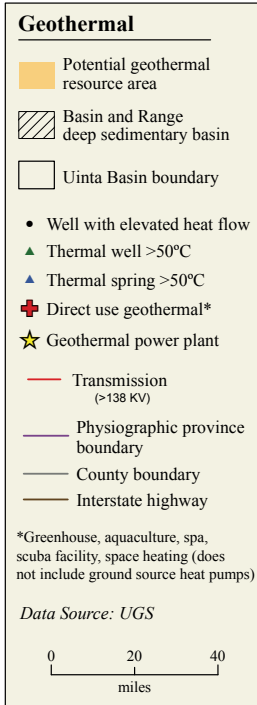 Geothermal
Potential geothermal
resource area
Basin and Range
deep sedimentary basin
Uinta Basin boundary
Well with elevated heat flow
Thermal well >50ºC
Thermal spring >50ºC
Direct use geothermal*
Geothermal power plant
Transmission
(>138 KV)
Physiographic province
boundary
County boundary
Interstate highway
*Greenhouse, aquaculture, spa,
scuba facility, space heating (does
not include ground source heat pumps)
Data Source: UGS
0 20 40
miles